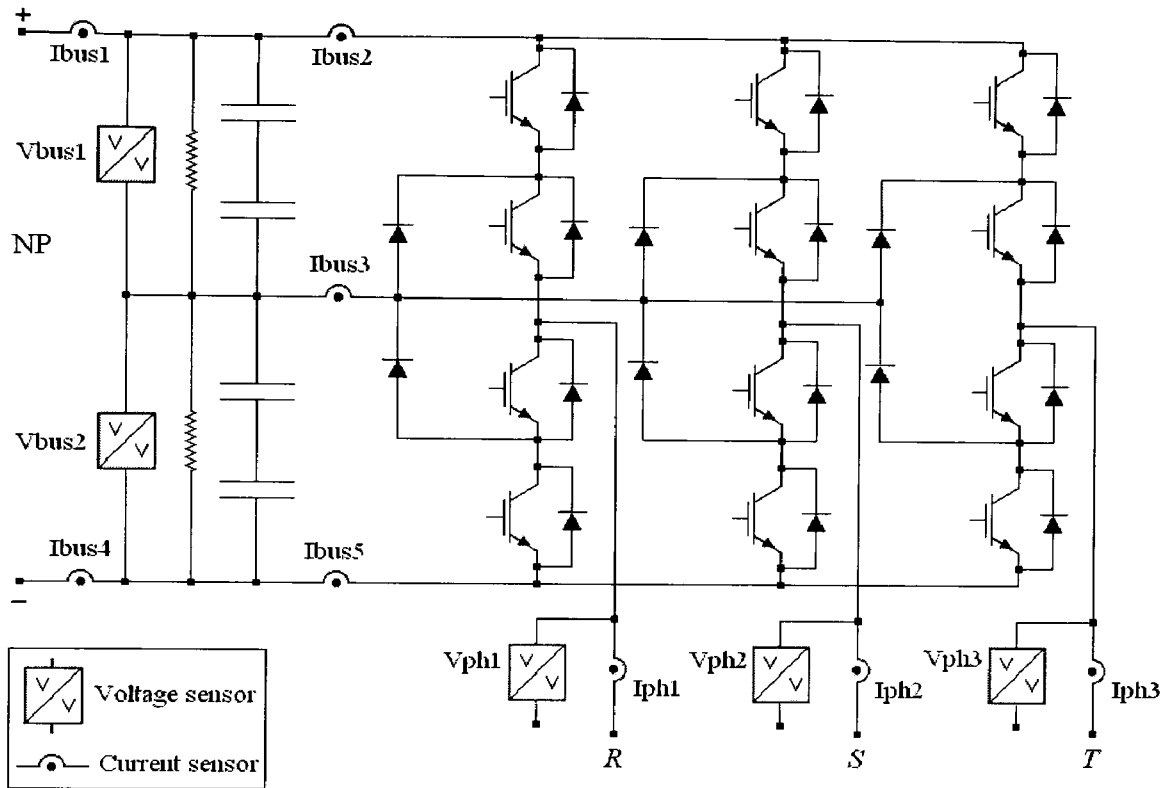 +
Ibus1
Ibus2
Vbus1
V V
NP
Ibus3
Vbus2
V V
Ibus4
Ibus5
−
Vph1
V V
Iph1
Vph2
V V
Iph2
Vph3
V V
Iph3
V V
Voltage sensor
Current sensor
R
S
T